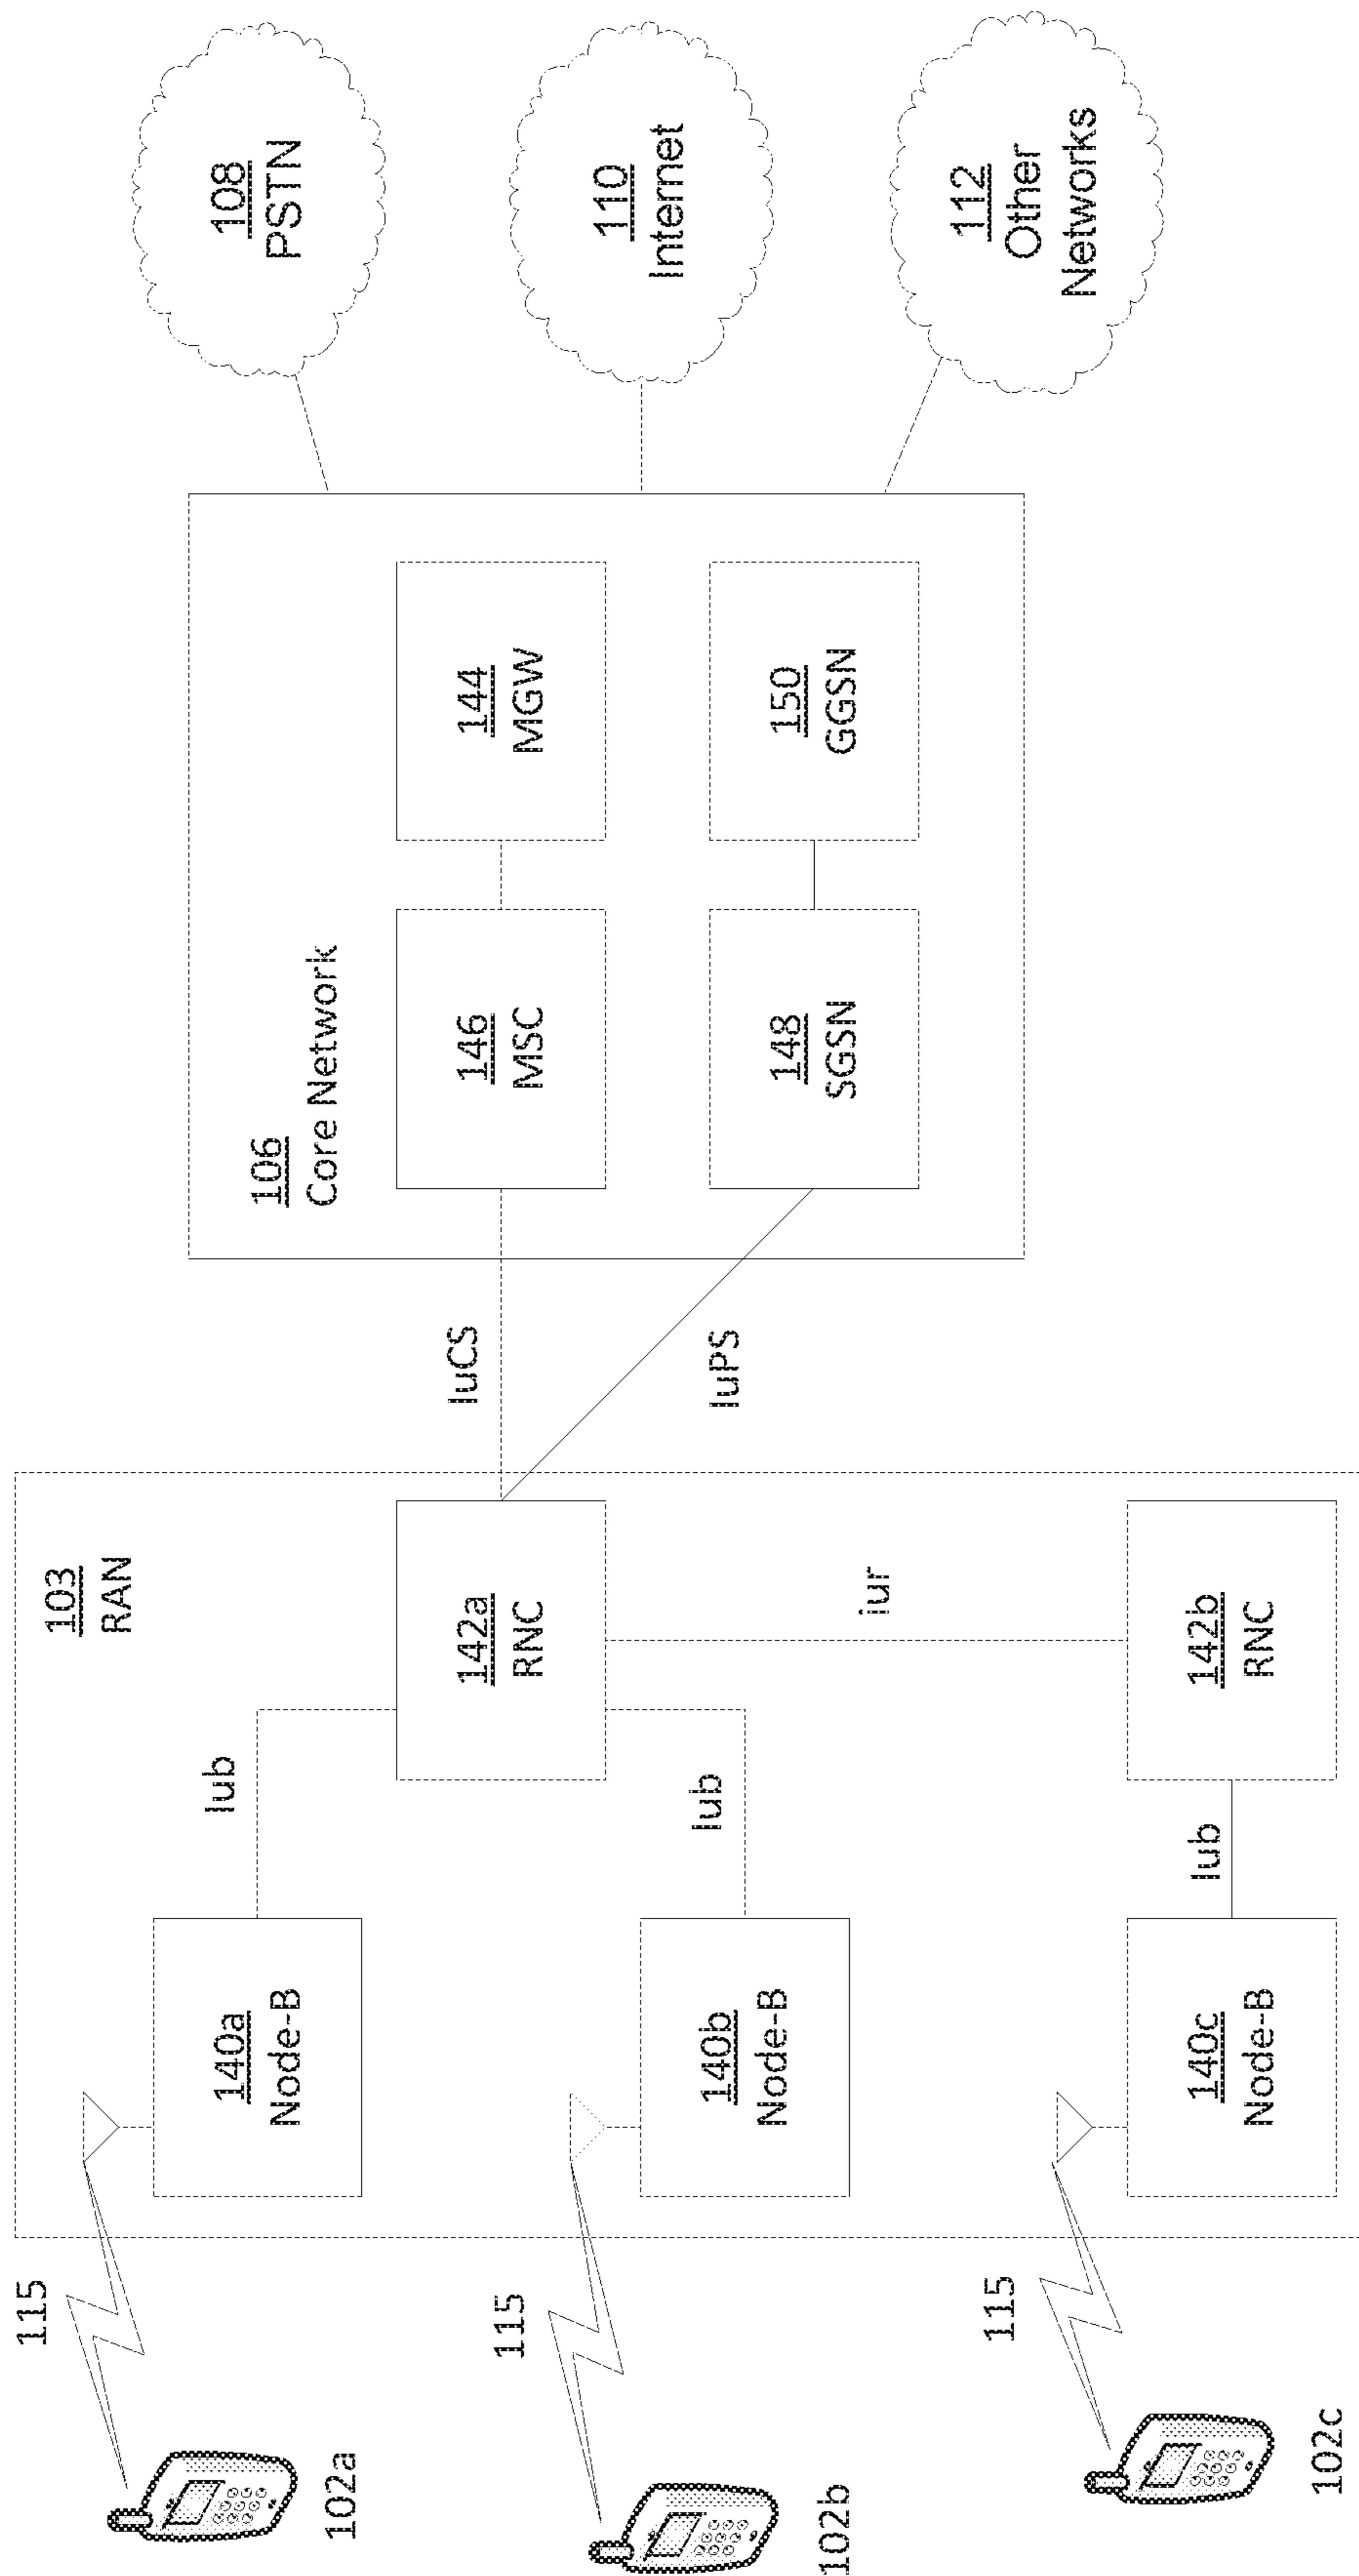 115
102a
103
RAN
140a
Node-B
Iub
115
102b
140b
Node-B
Iub
142a
RNC
iur
115
102c
140c
Node-B
Iub
142b
RNC
IuCS
IuPS
106
Core Network
146
MSC
144
MGW
148
SGSN
150
GGSN
108
PSTN
110
Internet
112
Other
Networks